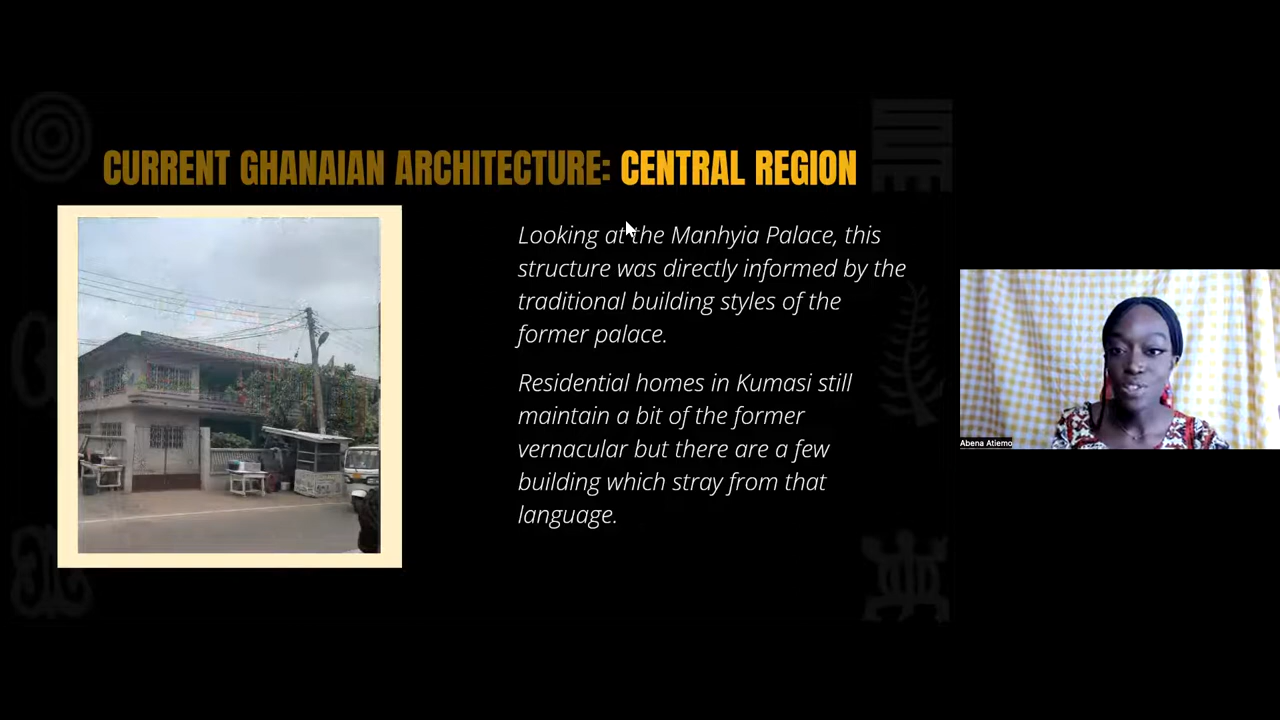 CURRENT GHANAIAN ARCHITECTURE: CENTRAL REGION
Looking at the Manhyia Palace, this
structure was directly informed by the
traditional building styles of the
former palace.
Residential homes in Kumasi still
maintain a bit of the former
vernacular but there are a few
building which stray from that
language.
Abena Atiemo